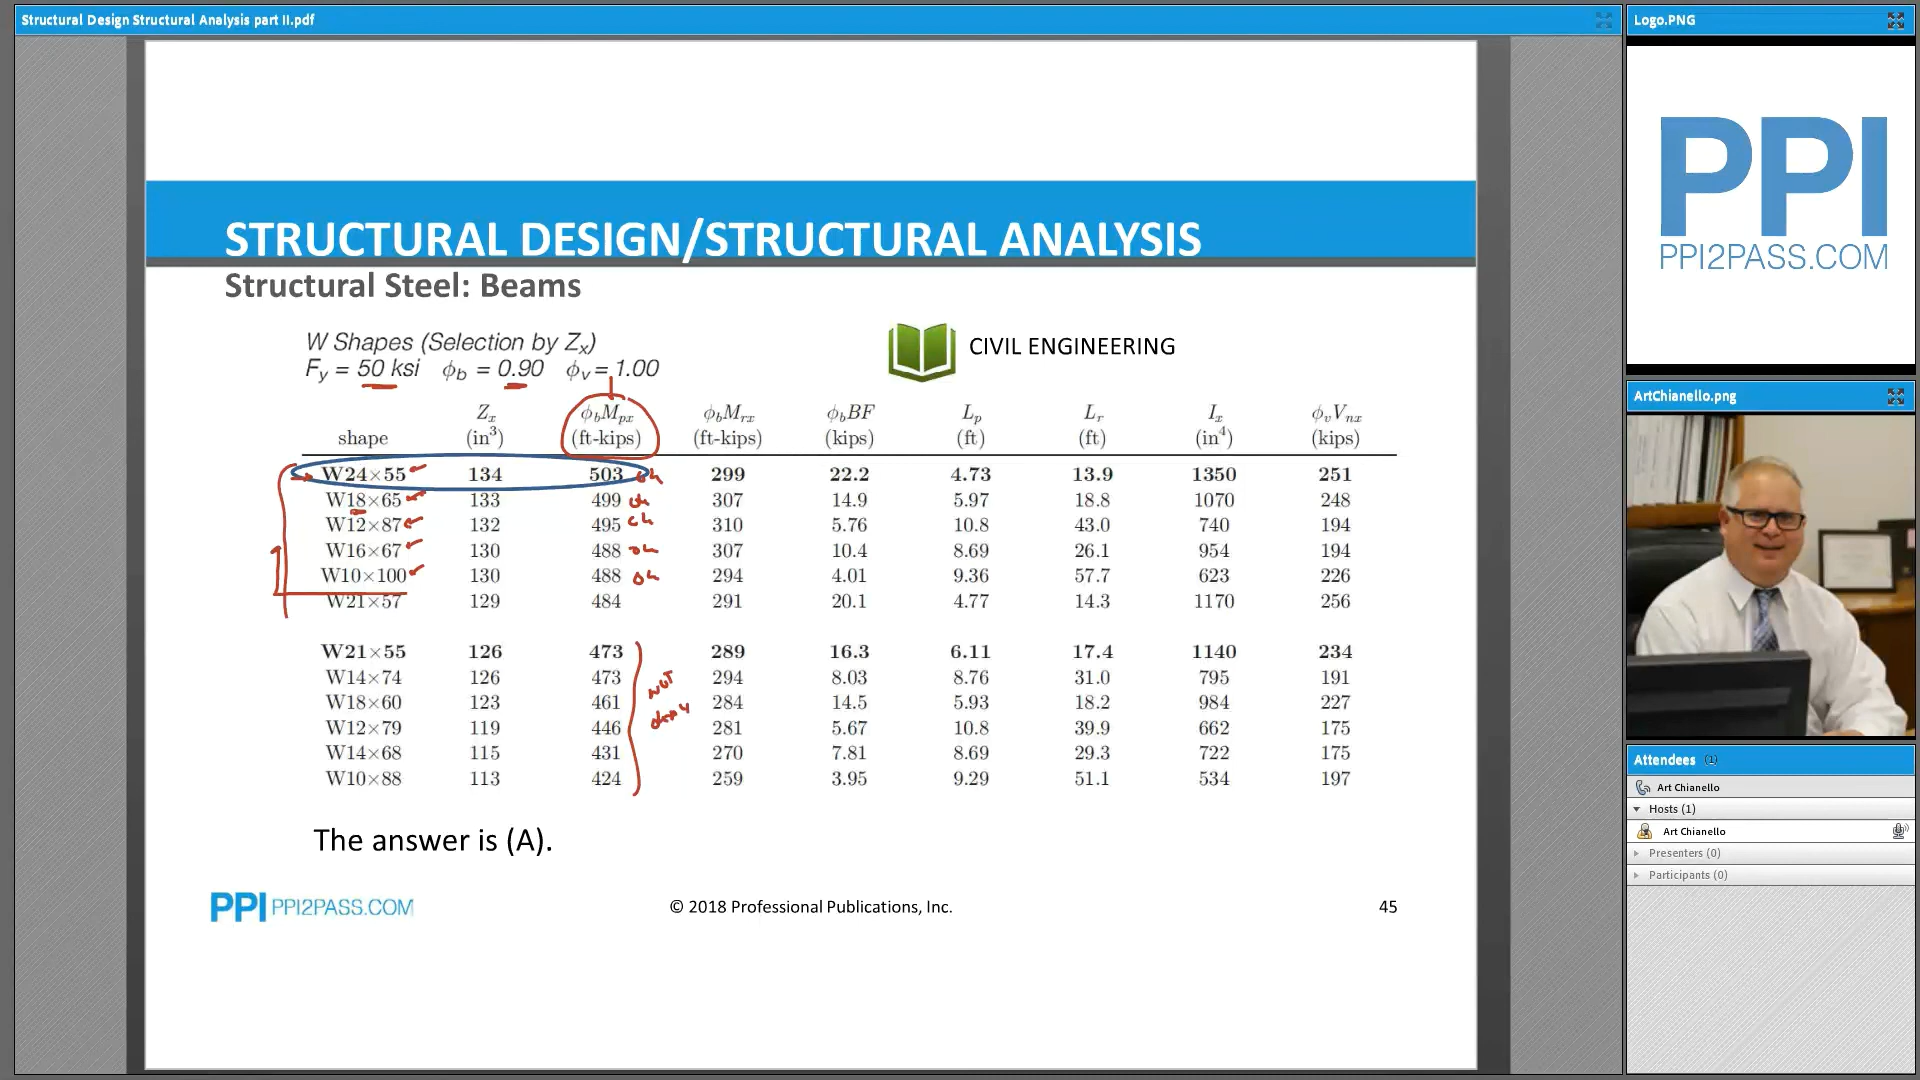 Structural Design Structural Analysis part II.pdf
STRUCTURAL DESIGN/STRUCTURAL ANALYSIS
Structural Steel: Beams
W Shapes (Selection by Zx)
Fy = 50 ksi ϕb = 0.90 ϕv = 1.00
CIVIL ENGINEERING
Zx ϕbMpx ϕbMrx ϕbBF Lp Lr Ix ϕvVnx
shape (in³) (ft-kips) (ft-kips) (kips) (ft) (ft) (in⁴) (kips)
W24×55 134 503 ok 299 22.2 4.73 13.9 1350 251
W18×65 133 499 ok 307 14.9 5.97 18.8 1070 248
W12×87 132 495 ok 310 5.76 10.8 43.0 740 194
W16×67 130 488 ok 307 10.4 8.69 26.1 954 194
W10×100 130 488 ok 294 4.01 9.36 57.7 623 226
W21×57 129 484 291 20.1 4.77 14.3 1170 256
W21×55 126 473 289 16.3 6.11 17.4 1140 234
W14×74 126 473 294 8.03 8.76 31.0 795 191
W18×60 123 461 284 14.5 5.93 18.2 984 227
W12×79 119 446 281 5.67 10.8 39.9 662 175
W14×68 115 431 270 7.81 8.69 29.3 722 175
W10×88 113 424 259 3.95 9.29 51.1 534 197
NOT
The answer is (A).
PPI PPI2PASS.COM
© 2018 Professional Publications, Inc.
45
Logo.PNG
PPI
PPI2PASS.COM
ArtChianello.png
Attendees (1)
Art Chianello
Hosts (1)
Art Chianello
Presenters (0)
Participants (0)